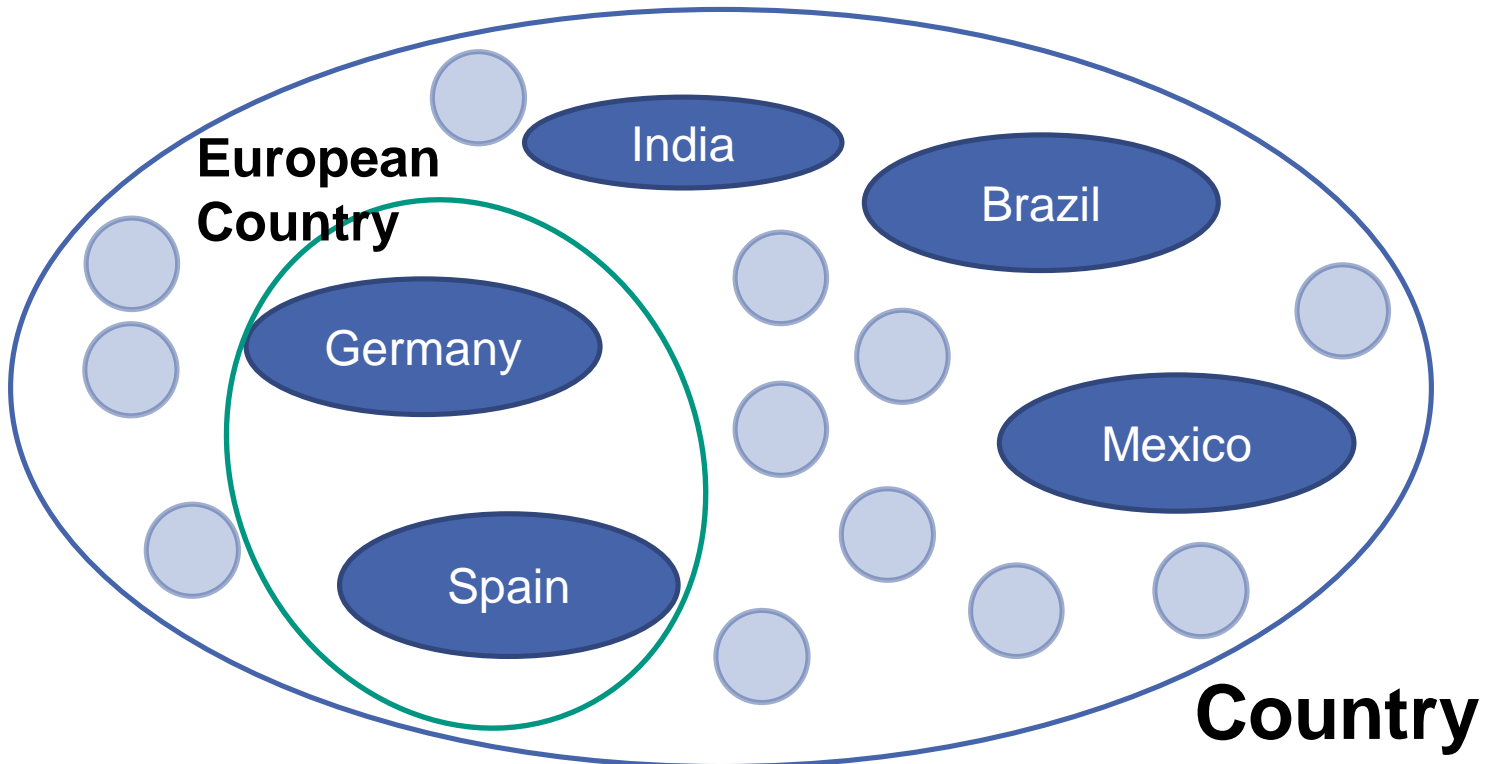 European
Country
India
Brazil
Germany
Mexico
Spain
Country